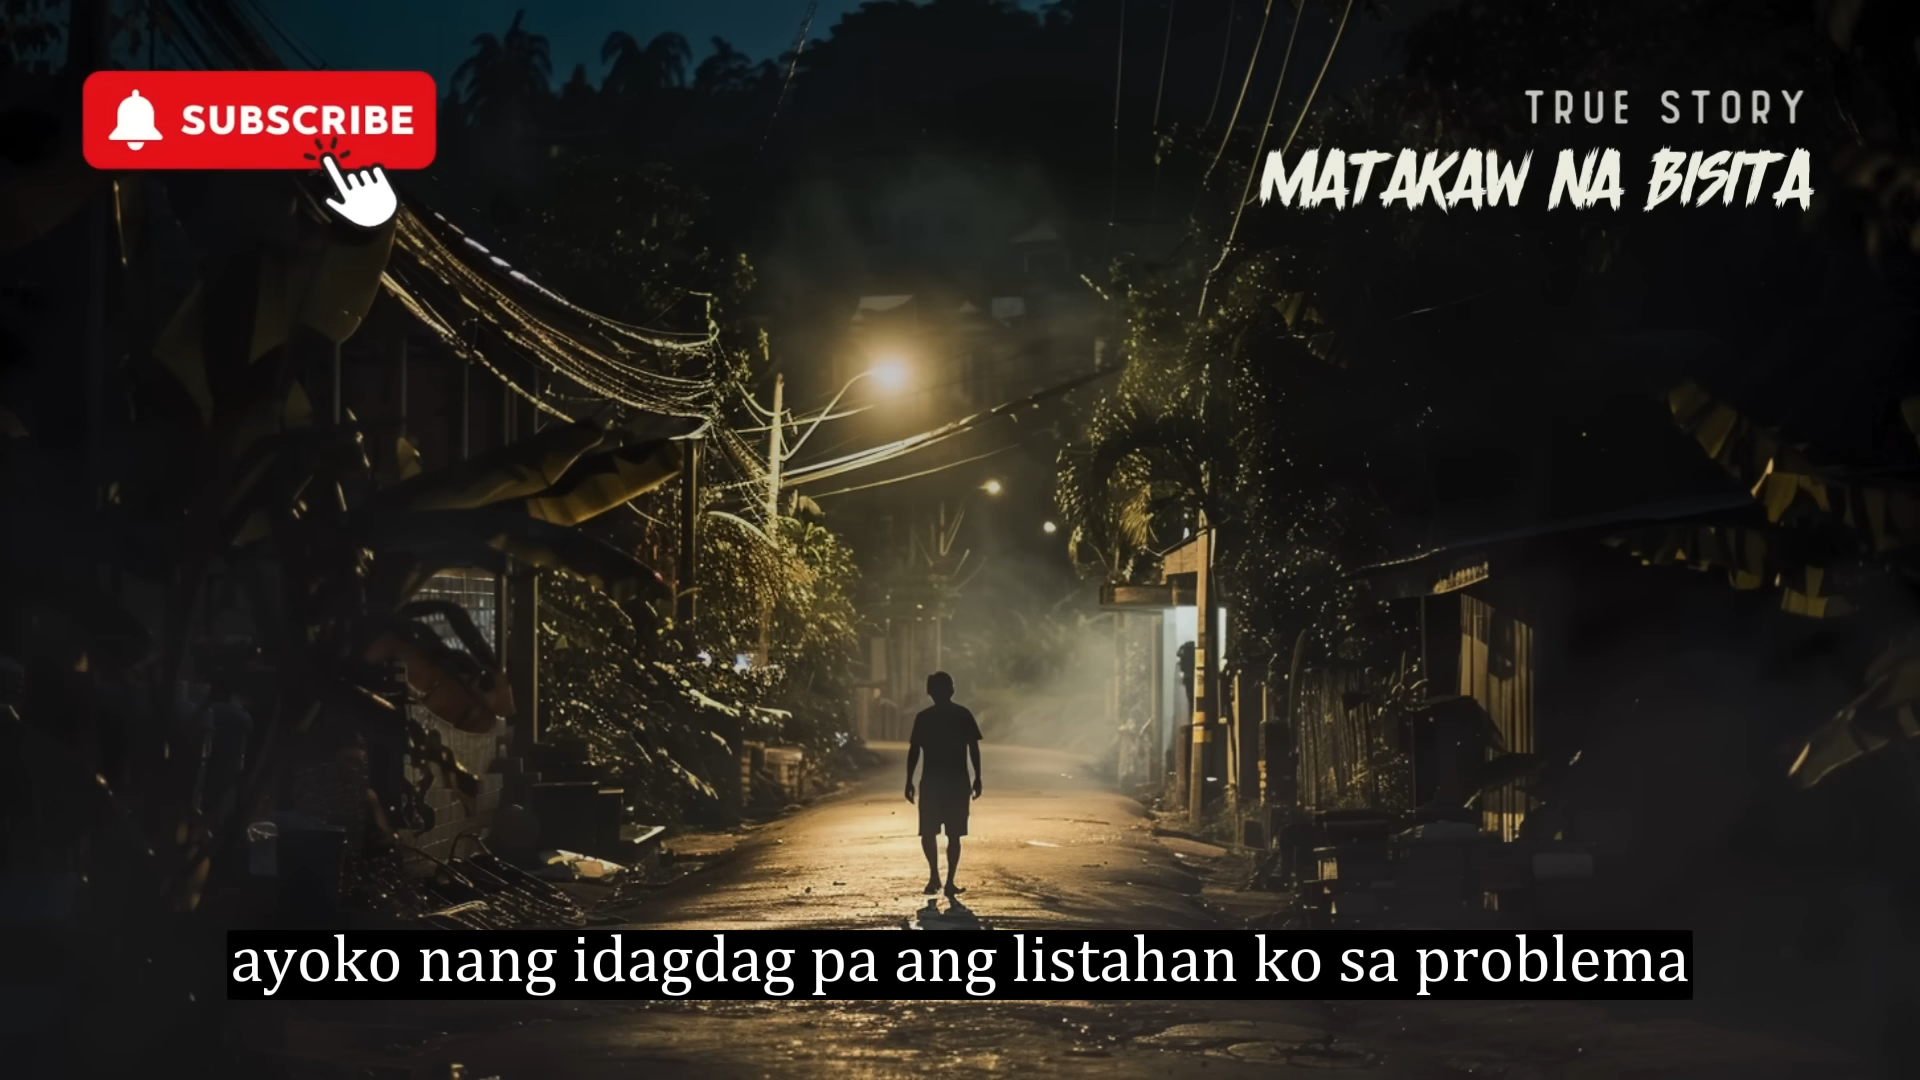 SUBSCRIBE
TRUE STORY
MATAKAW NA BISITA
ayoko nang idagdag pa ang listahan ko sa problema